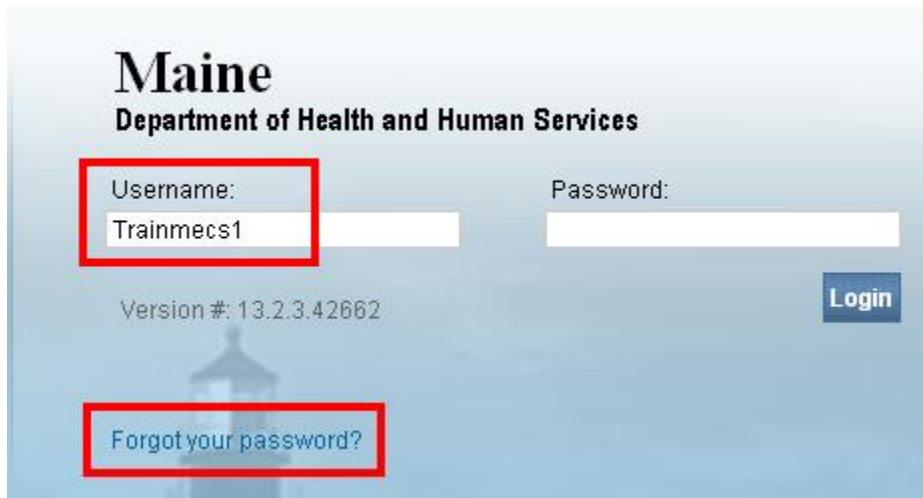 Maine
Department of Health and Human Services
Username:
Password:
Trainmecs1
Version #: 13.2.3.42662
Login
Forgot your password?